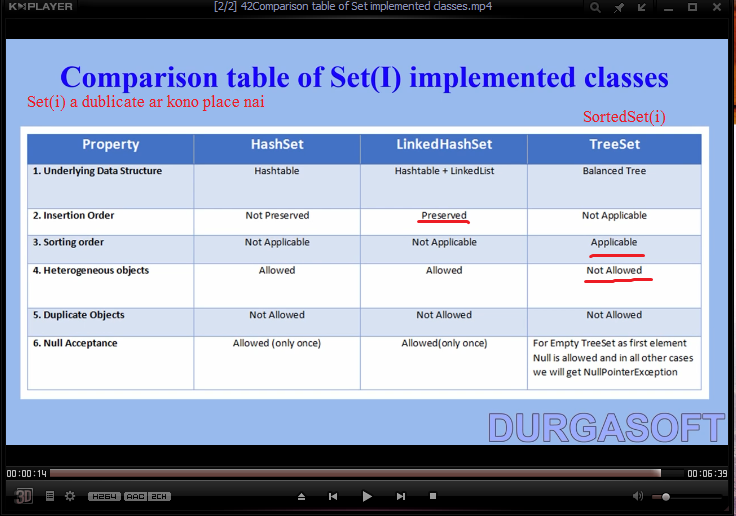 K▶PLAYER
[2/2] 42Comparison table of Set implemented classes.mp4
Comparison table of Set(I) implemented classes
Set(i) a dublicate ar kono place nai
SortedSet(i)
Property HashSet LinkedHashSet TreeSet
1. Underlying Data Structure Hashtable Hashtable + LinkedList Balanced Tree
2. Insertion Order Not Preserved Preserved Not Applicable
3. Sorting order Not Applicable Not Applicable Applicable
4. Heterogeneous objects Allowed Allowed Not Allowed
5. Duplicate Objects Not Allowed Not Allowed Not Allowed
6. Null Acceptance Allowed (only once) Allowed(only once) For Empty TreeSet as first element
Null is allowed and in all other cases
we will get NullPointerException
DURGASOFT
00:00:14 00:06:39
3D H264 AAC 2CH